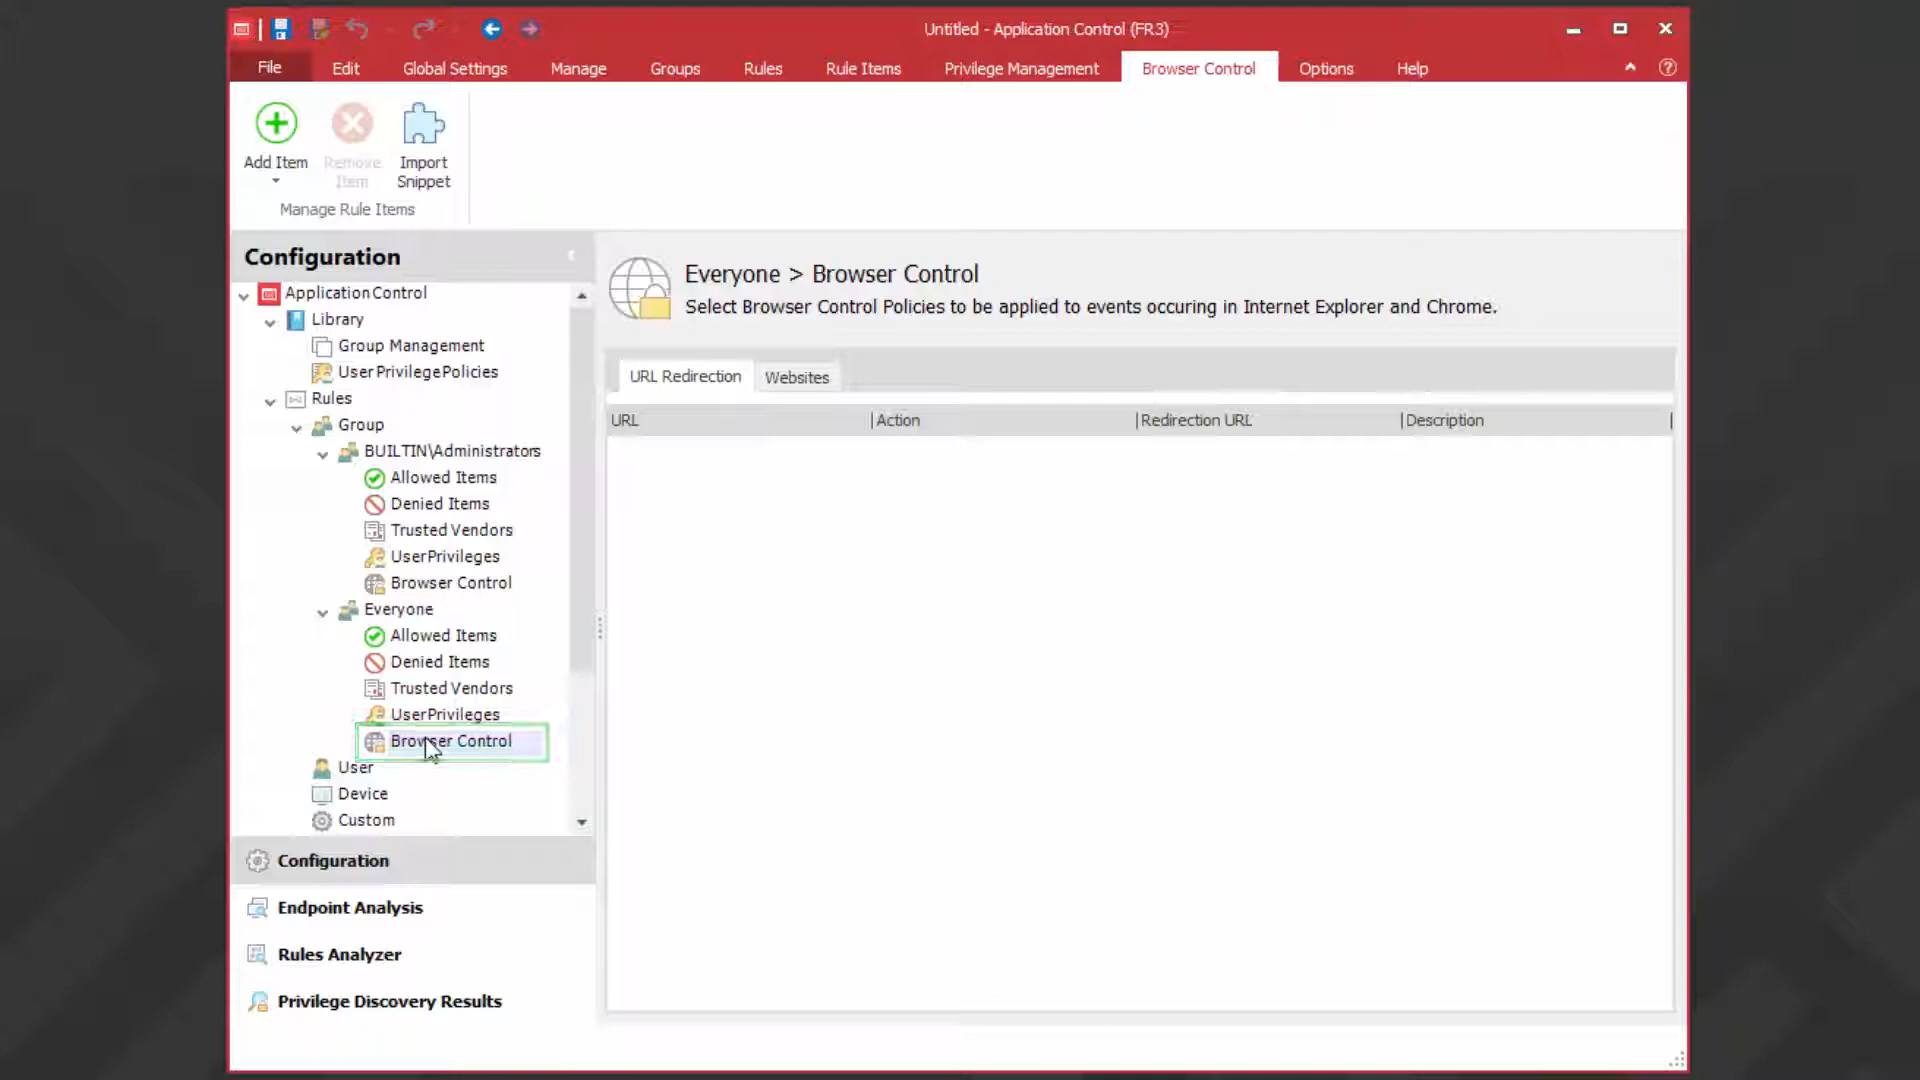 Untitled - Application Control (FR3)
File Edit Global Settings Manage Groups Rules Rule Items Privilege Management Browser Control Options Help
Add Item
Remove Item
Import Snippet
Manage Rule Items
Configuration
Application Control
Library
Group Management
User Privilege Policies
Rules
Group
BUILTIN\Administrators
Allowed Items
Denied Items
Trusted Vendors
User Privileges
Browser Control
Everyone
Allowed Items
Denied Items
Trusted Vendors
User Privileges
Browser Control
User
Device
Custom
Configuration
Endpoint Analysis
Rules Analyzer
Privilege Discovery Results
Everyone > Browser Control
Select Browser Control Policies to be applied to events occuring in Internet Explorer and Chrome.
URL Redirection Websites
URL Action Redirection URL Description